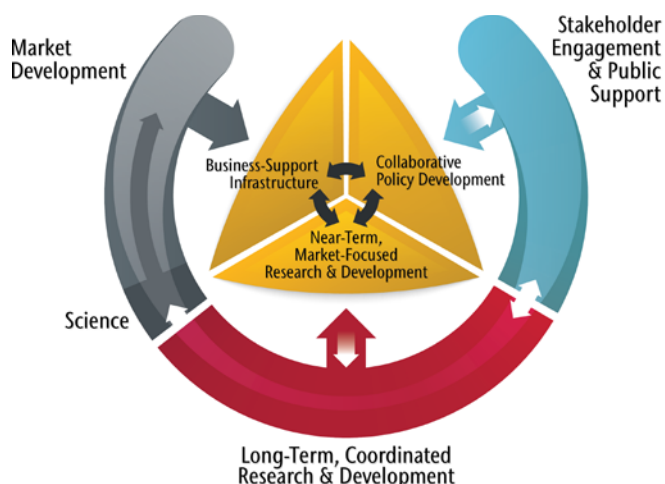 Market
Development
Stakeholder
Engagement
& Public
Support
Business-Support
Infrastructure
Collaborative
Policy Development
Near-Term,
Market-Focused
Research & Development
Science
Long-Term, Coordinated
Research & Development